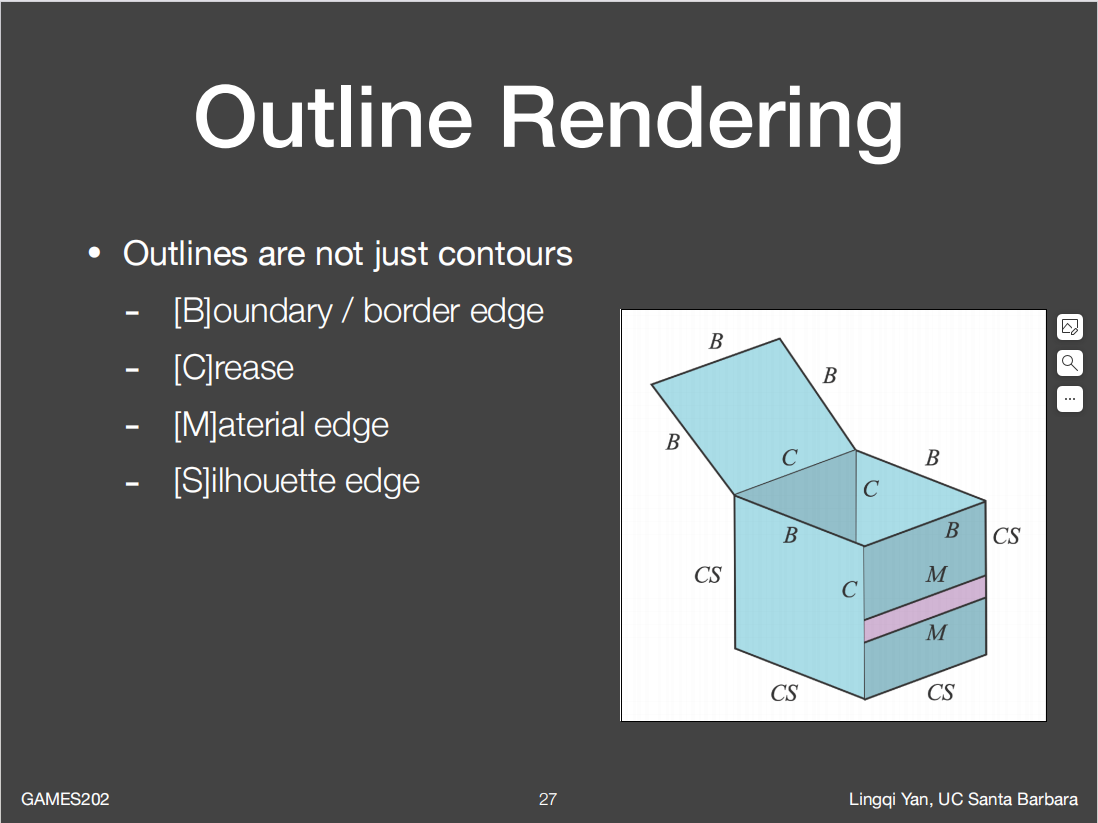 Outline Rendering
• Outlines are not just contours
- [B]oundary / border edge
- [C]rease
- [M]aterial edge
- [S]ilhouette edge
B
B
B
C
B
C
B
B
CS
CS
M
C
M
CS
CS
GAMES202
27
Lingqi Yan, UC Santa Barbara